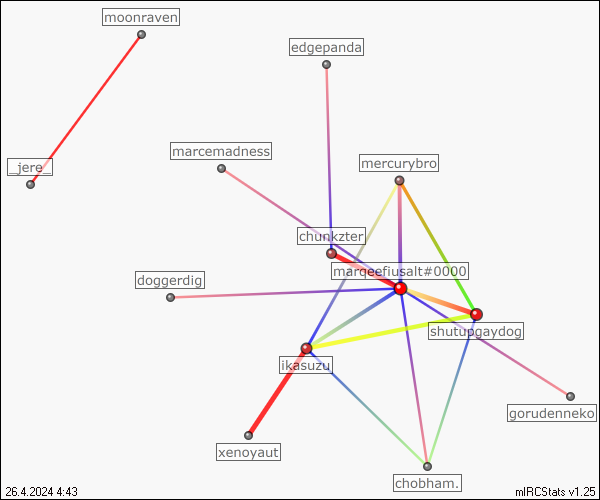 moonraven
edgepanda
marcemadness
mercurybro
_jere_
chunkzter
marqeefiusalt#0000
doggerdig
shutupgaydog
ikasuzu
gorudenneko
xenoyaut
chobham.
26.4.2024 4:43
mIRCStats v1.25